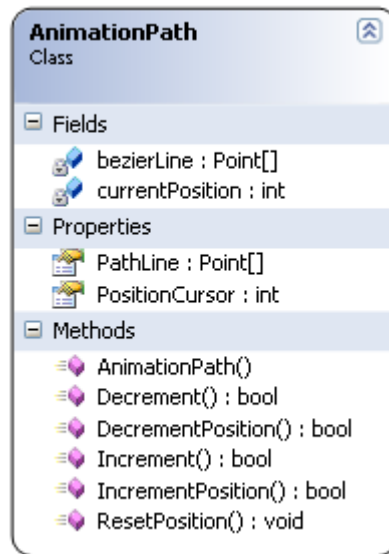 AnimationPath
Class
Fields
bezierLine : Point[]
currentPosition : int
Properties
PathLine : Point[]
PositionCursor : int
Methods
AnimationPath()
Decrement() : bool
DecrementPosition() : bool
Increment() : bool
IncrementPosition() : bool
ResetPosition() : void